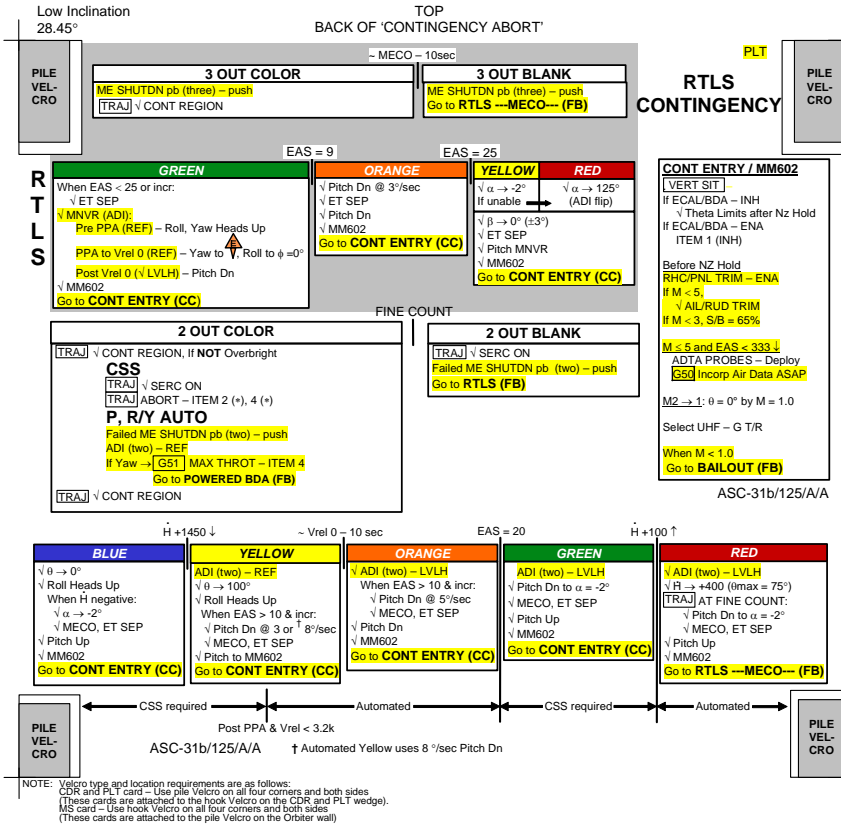 Low Inclination
28.45°
TOP
BACK OF 'CONTINGENCY ABORT'
PILE
VEL-
CRO
~ MECO – 10sec
PLT
PILE
VEL-
CRO
3 OUT COLOR
ME SHUTDN pb (three) – push
TRAJ √ CONT REGION
3 OUT BLANK
ME SHUTDN pb (three) – push
Go to RTLS ---MECO--- (FB)
RTLS
CONTINGENCY
R
T
L
S
EAS = 9
EAS = 25
GREEN
When EAS < 25 or incr:
√ ET SEP
√ MNVR (ADI):
Pre PPA (REF) – Roll, Yaw Heads Up
PPA to Vrel 0 (REF) – Yaw to E, Roll to ϕ =0°
Post Vrel 0 (√ LVLH) – Pitch Dn
√ MM602
Go to CONT ENTRY (CC)
ORANGE
√ Pitch Dn @ 3°/sec
√ ET SEP
√ Pitch Dn
√ MM602
Go to CONT ENTRY (CC)
YELLOW
RED
√ α → -2°
If unable
√ α → 125°
(ADI flip)
√ β → 0° (±3°)
√ ET SEP
√ Pitch MNVR
√ MM602
Go to CONT ENTRY (CC)
CONT ENTRY / MM602
VERT SIT –
If ECAL/BDA – INH
√ Theta Limits after Nz Hold
If ECAL/BDA – ENA
ITEM 1 (INH)
Before NZ Hold
RHC/PNL TRIM – ENA
If M < 5,
√ AIL/RUD TRIM
If M < 3, S/B = 65%
M ≤ 5 and EAS < 333 ↓
ADTA PROBES – Deploy
G50 Incorp Air Data ASAP
M2 → 1: θ = 0° by M = 1.0
Select UHF – G T/R
When M < 1.0
Go to BAILOUT (FB)
ASC-31b/125/A/A
FINE COUNT
2 OUT COLOR
TRAJ √ CONT REGION, If NOT Overbright
CSS
TRAJ √ SERC ON
TRAJ ABORT – ITEM 2 (*), 4 (*)
P, R/Y AUTO
Failed ME SHUTDN pb (two) – push
ADI (two) – REF
If Yaw → G51 MAX THROT – ITEM 4
Go to POWERED BDA (FB)
TRAJ √ CONT REGION
2 OUT BLANK
TRAJ √ SERC ON
Failed ME SHUTDN pb (two) – push
Go to RTLS (FB)
Ḣ +1450 ↓
~ Vrel 0 – 10 sec
EAS = 20
Ḣ +100 ↑
BLUE
√ θ → 0°
√ Roll Heads Up
When Ḣ negative:
√ α → -2°
√ MECO, ET SEP
√ Pitch Up
√ MM602
Go to CONT ENTRY (CC)
YELLOW
ADI (two) – REF
√ θ → 100°
√ Roll Heads Up
When EAS > 10 & incr:
√ Pitch Dn @ 3 or † 8°/sec
√ MECO, ET SEP
√ Pitch to MM602
Go to CONT ENTRY (CC)
ORANGE
√ ADI (two) – LVLH
When EAS > 10 & incr:
√ Pitch Dn @ 5°/sec
√ MECO, ET SEP
√ Pitch Dn
√ MM602
Go to CONT ENTRY (CC)
GREEN
ADI (two) – LVLH
√ Pitch Dn to α = -2°
√ MECO, ET SEP
√ Pitch Up
√ MM602
Go to CONT ENTRY (CC)
RED
√ ADI (two) – LVLH
√ Ḣ → +400 (θmax = 75°)
TRAJ AT FINE COUNT:
√ Pitch Dn to α = -2°
√ MECO, ET SEP
√ Pitch Up
√ MM602
Go to RTLS ---MECO--- (FB)
CSS required
Automated
CSS required
Automated
PILE
VEL-
CRO
Post PPA & Vrel < 3.2k
ASC-31b/125/A/A
† Automated Yellow uses 8 °/sec Pitch Dn
PILE
VEL-
CRO
NOTE: Velcro type and location requirements are as follows:
CDR and PLT card – Use pile Velcro on all four corners and both sides
(These cards are attached to the hook Velcro on the CDR and PLT wedge).
MS card – Use hook Velcro on all four corners and both sides
(These cards are attached to the pile Velcro on the Orbiter wall)